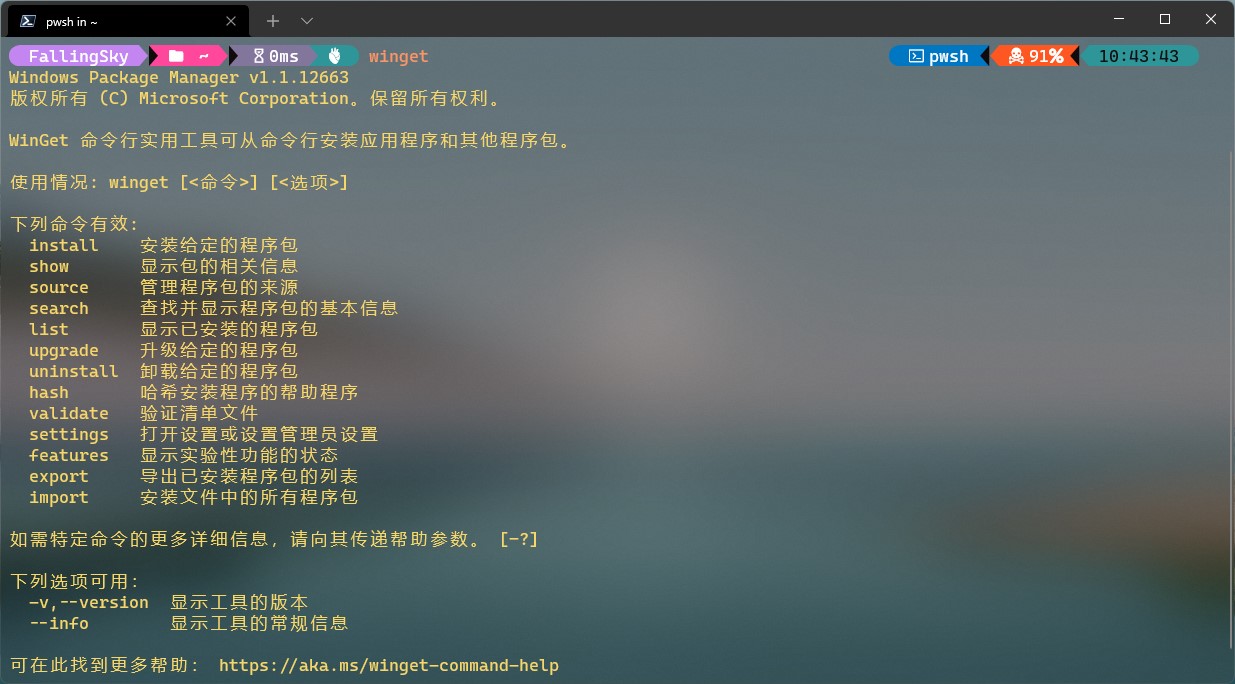 pwsh in ~
FallingSky ~ 0ms winget pwsh 91% 10:43:43
Windows Package Manager v1.1.12663
版权所有 (C) Microsoft Corporation。保留所有权利。
WinGet 命令行实用工具可从命令行安装应用程序和其他程序包。
使用情况: winget [<命令>] [<选项>]
下列命令有效:
install 安装给定的程序包
show 显示包的相关信息
source 管理程序包的来源
search 查找并显示程序包的基本信息
list 显示已安装的程序包
upgrade 升级给定的程序包
uninstall 卸载给定的程序包
hash 哈希安装程序的帮助程序
validate 验证清单文件
settings 打开设置或设置管理员设置
features 显示实验性功能的状态
export 导出已安装程序包的列表
import 安装文件中的所有程序包
如需特定命令的更多详细信息，请向其传递帮助参数。 [-?]
下列选项可用:
-v,--version 显示工具的版本
--info 显示工具的常规信息
可在此找到更多帮助: https://aka.ms/winget-command-help